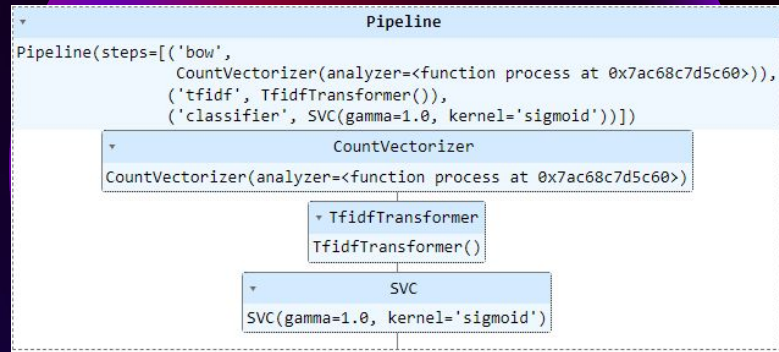 Pipeline
Pipeline(steps=[('bow',
CountVectorizer(analyzer=<function process at 0x7ac68c7d5c60>)),
('tfidf', TfidfTransformer()),
('classifier', SVC(gamma=1.0, kernel='sigmoid'))])
CountVectorizer
CountVectorizer(analyzer=<function process at 0x7ac68c7d5c60>)
TfidfTransformer
TfidfTransformer()
SVC
SVC(gamma=1.0, kernel='sigmoid')